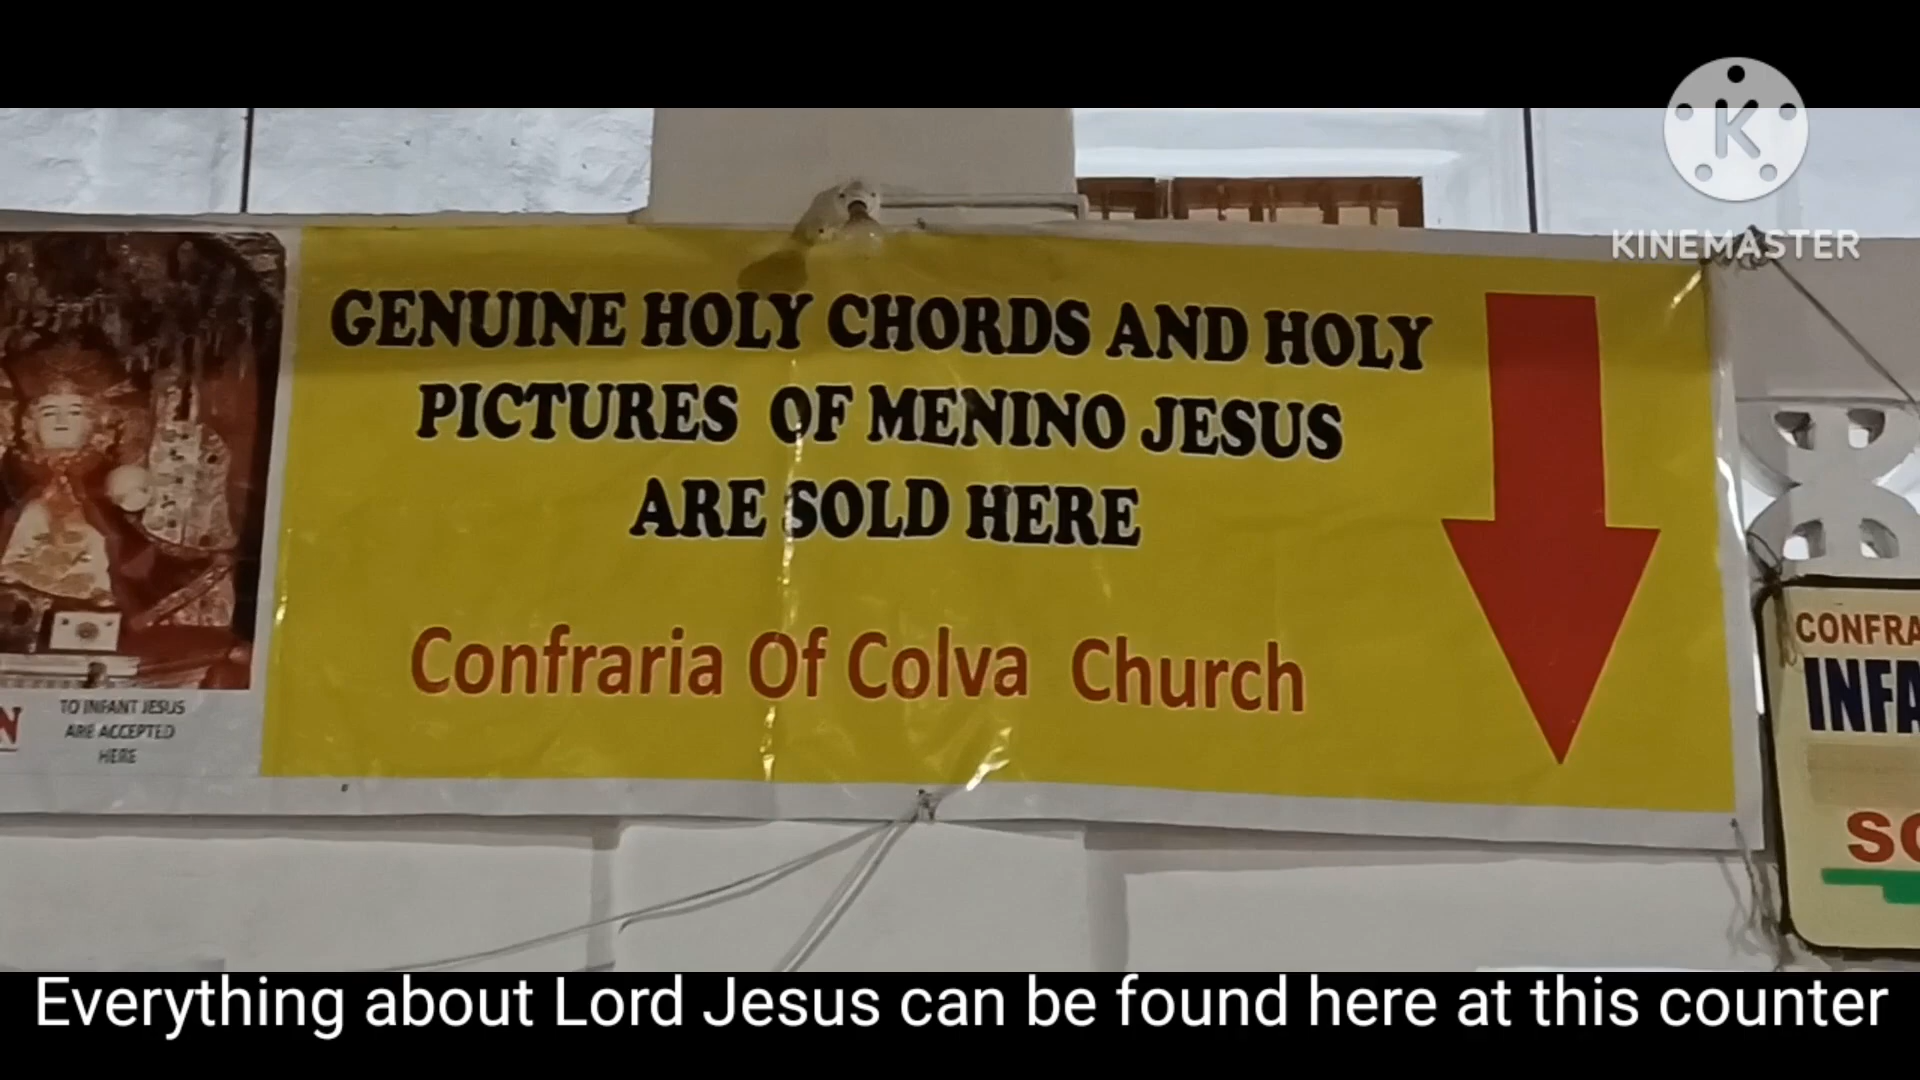 K
KINEMASTER
GENUINE HOLY CHORDS AND HOLY
PICTURES OF MENINO JESUS
ARE SOLD HERE
Confraria Of Colva Church
N
TO INFANT JESUS
ARE ACCEPTED
HERE
CONFRA
INFA
SO
Everything about Lord Jesus can be found here at this counter